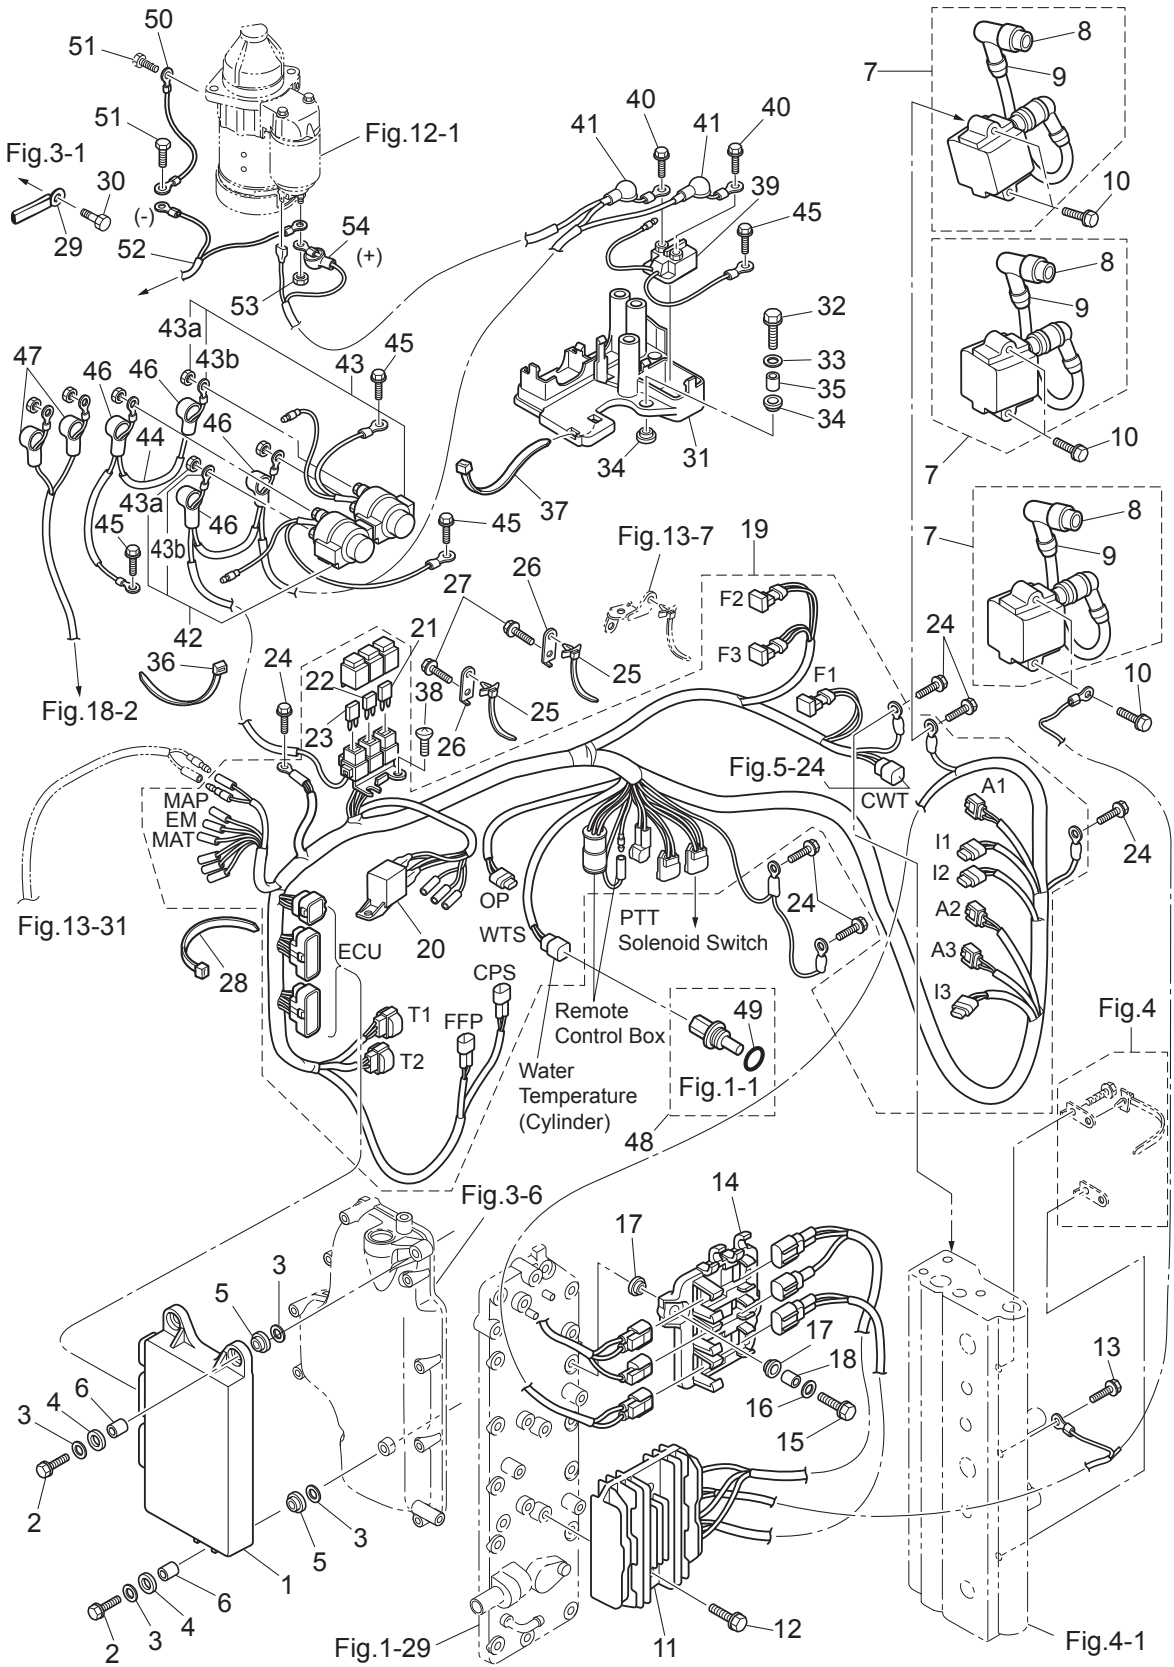 50
51
8
7
9
40
40
51
41
41
Fig.12-1
Fig.3-1
39
10
30
45
(-)
54
29
8
(+)
52
32
9
53
43a
45
33
47
46
46
43b
43
35
46
34
44
31
34
10
43a
7
46
45
37
45
43b
19
Fig.13-7
8
7
26
9
F2
27
42
21
24
36
24
22
F3
25
38
F1
10
Fig.18-2
23
26
25
Fig.5-24
A1
MAP
CWT
EM
I1
MAT
24
I2
OP
24
A2
Fig.13-31
PTT
Solenoid Switch
20
WTS
A3
ECU
28
CPS
I3
Fig.4
T1
Remote
Control Box
49
FFP
T2
Water
Temperature
(Cylinder)
Fig.1-1
48
14
Fig.3-6
17
3
5
17
13
18
6
16
4
3
15
2
3
5
1
6
12
4
11
3
2
Fig.1-29
Fig.4-1